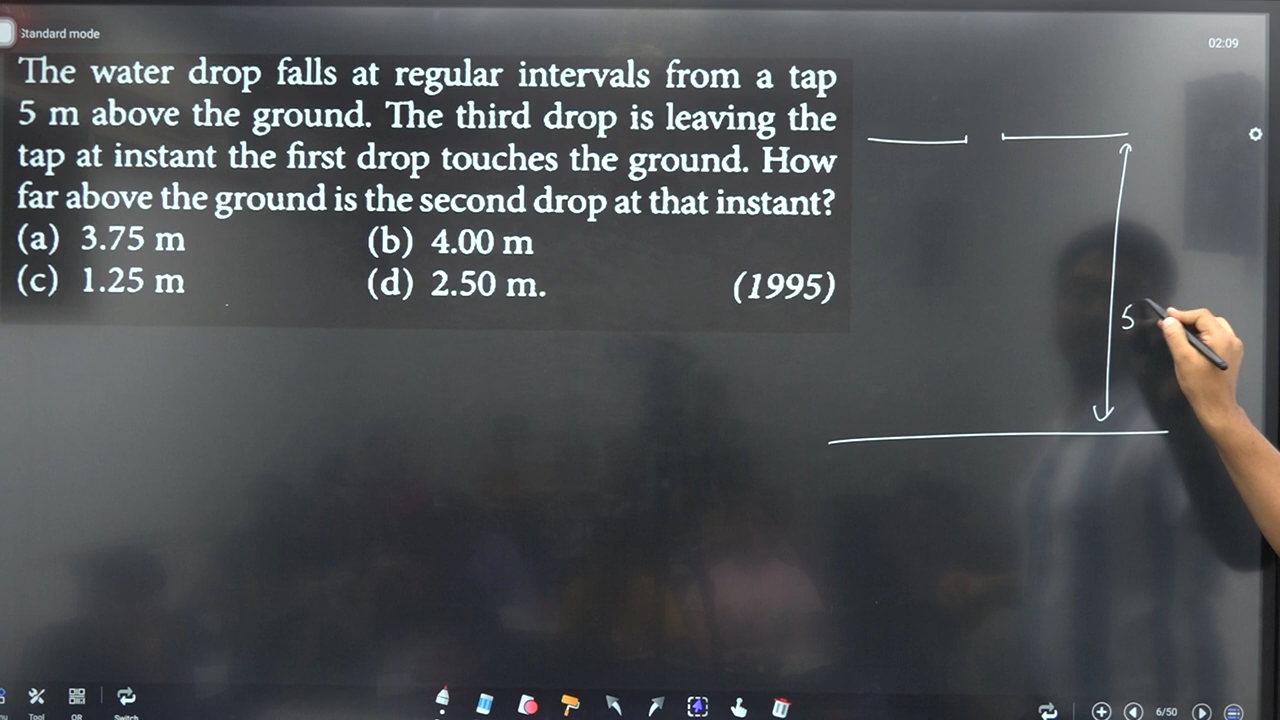 Standard mode
02:09
The water drop falls at regular intervals from a tap
5 m above the ground. The third drop is leaving the
tap at instant the first drop touches the ground. How
far above the ground is the second drop at that instant?
(a) 3.75 m (b) 4.00 m
(c) 1.25 m (d) 2.50 m. (1995)
5
Tool QR Switch 6/50